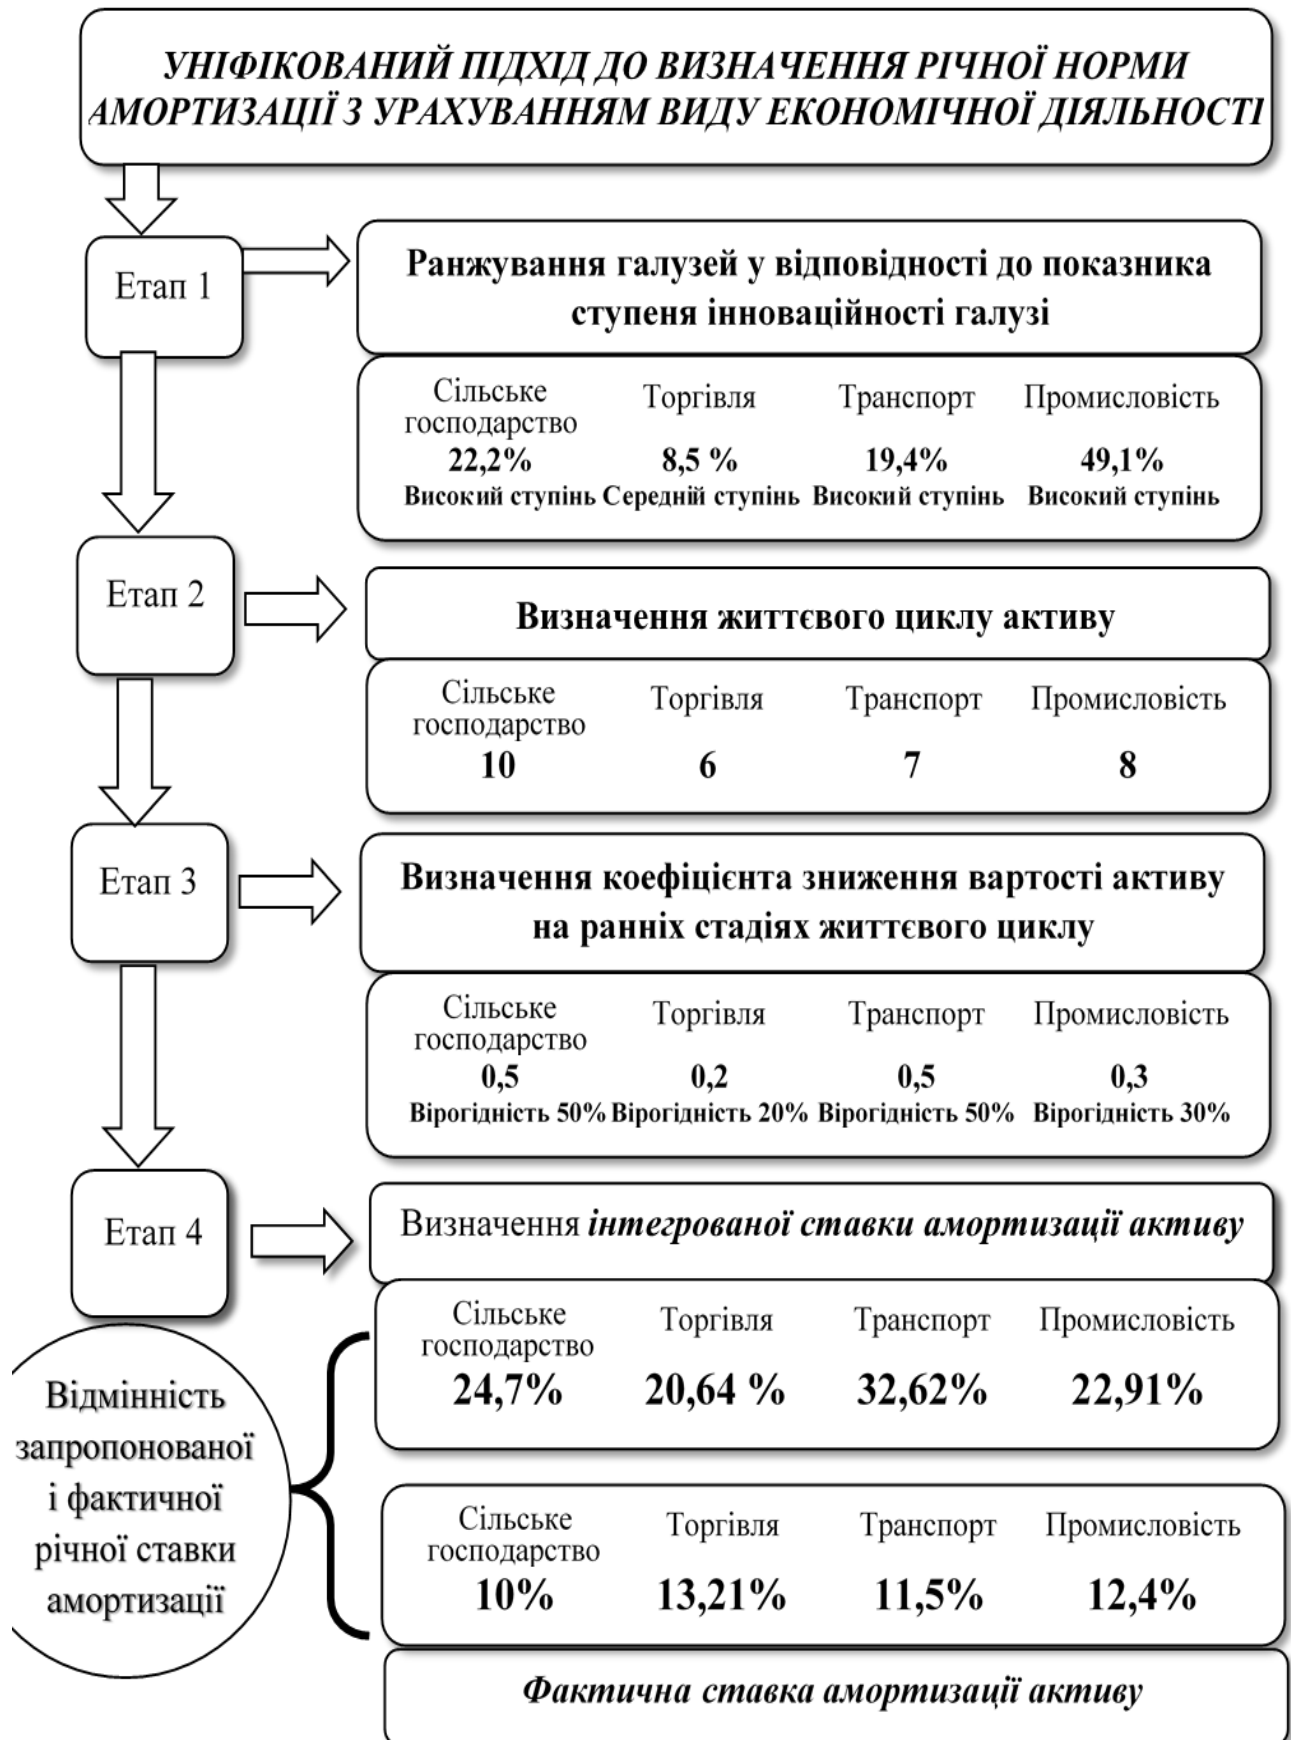 УНІФІКОВАНИЙ ПІДХІД ДО ВИЗНАЧЕННЯ РІЧНОЇ НОРМИ
АМОРТИЗАЦІЇ З УРАХУВАННЯМ ВИДУ ЕКОНОМІЧНОЇ ДІЯЛЬНОСТІ
Етап 1
Ранжування галузей у відповідності до показника
ступеня інноваційності галузі
Сільське
господарство
Торгівля
Транспорт
Промисловість
22,2%
8,5 %
19,4%
49,1%
Високий ступінь
Середній ступінь
Високий ступінь
Високий ступінь
Етап 2
Визначення життєвого циклу активу
Сільське
господарство
Торгівля
Транспорт
Промисловість
10
6
7
8
Етап 3
Визначення коефіцієнта зниження вартості активу
на ранніх стадіях життєвого циклу
Сільське
господарство
Торгівля
Транспорт
Промисловість
0,5
0,2
0,5
0,3
Вірогідність 50%
Вірогідність 20%
Вірогідність 50%
Вірогідність 30%
Етап 4
Визначення інтегрованої ставки амортизації активу
Сільське
господарство
Торгівля
Транспорт
Промисловість
24,7%
20,64 %
32,62%
22,91%
Відмінність
запропонованої
і фактичної
річної ставки
амортизації
Сільське
господарство
Торгівля
Транспорт
Промисловість
10%
13,21%
11,5%
12,4%
Фактична ставка амортизації активу